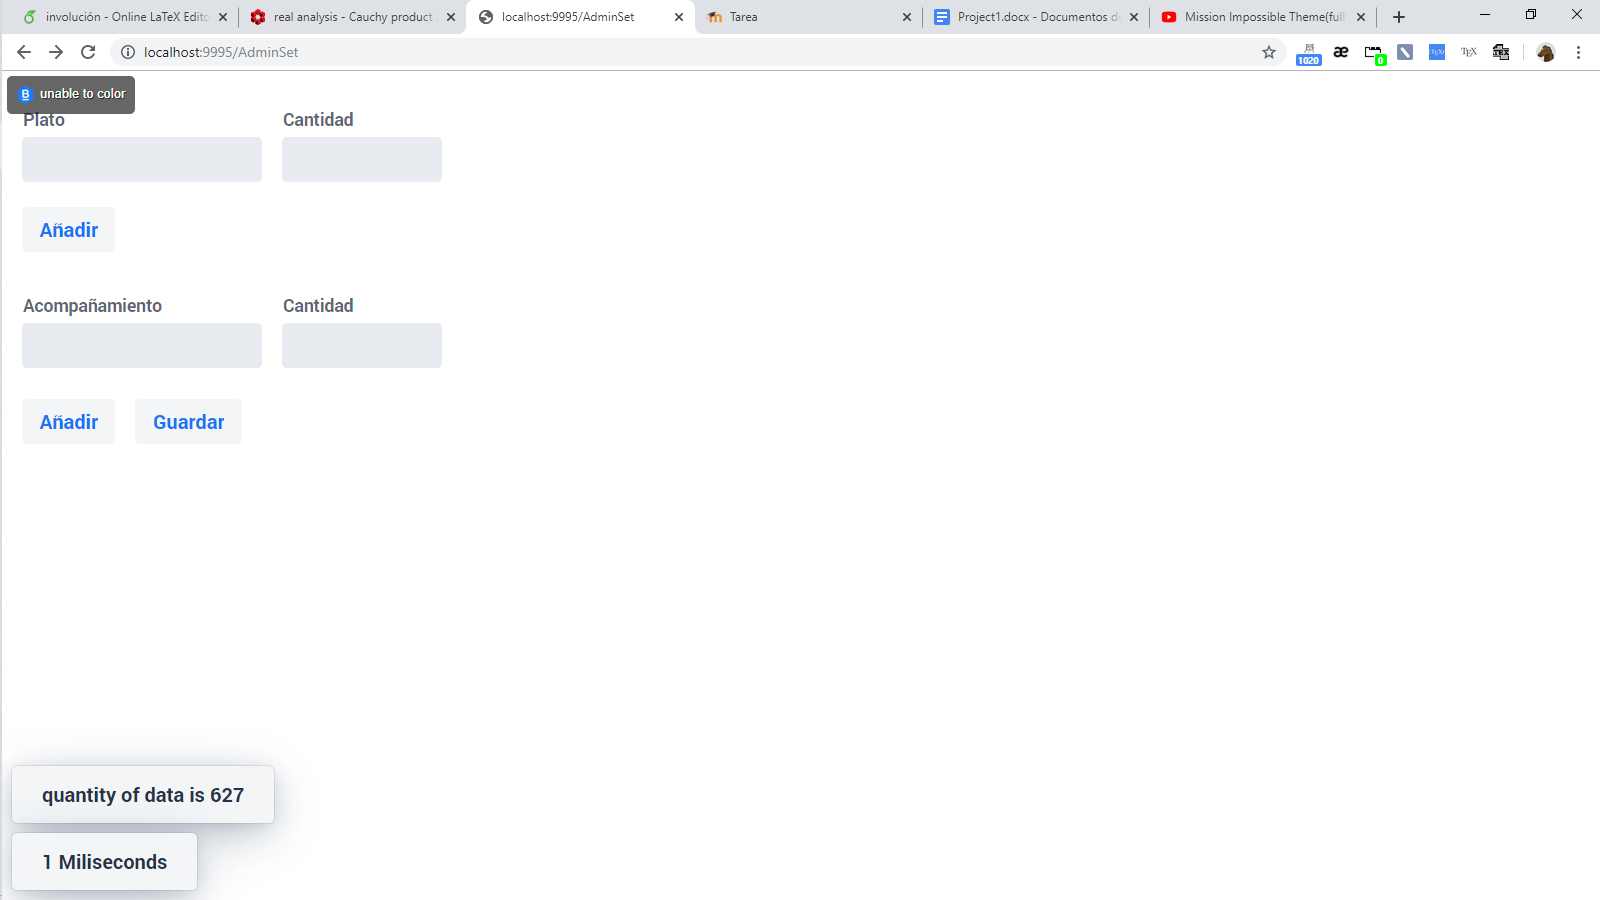 involución - Online LaTeX Edito
real analysis - Cauchy product
localhost:9995/AdminSet
Tarea
Project1.docx - Documentos d
Mission Impossible Theme(full
localhost:9995/AdminSet
1020
æ
0
TEX
unable to color
Plato
Cantidad
Añadir
Acompañamiento
Cantidad
Añadir
Guardar
quantity of data is 627
1 Miliseconds